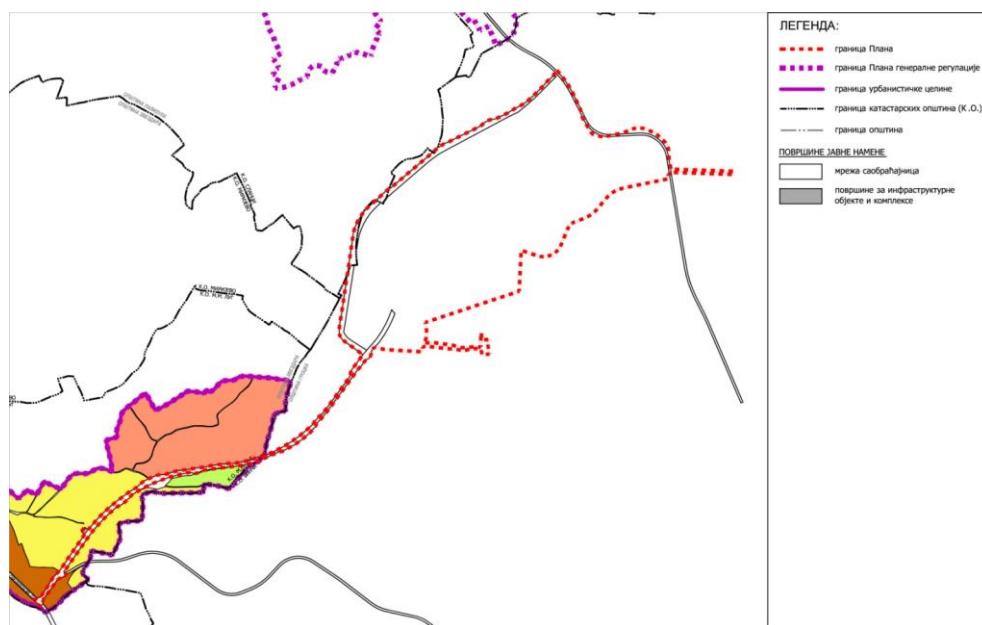 ЛЕГЕНДА:
граница Плана
граница Плана генералне регулације
граница урбанистичке целине
граница катастарских општина (К.О.)
граница општина
ПОВРШИНЕ ЈАВНЕ НАМЕНЕ
мрежа саобраћајница
површине за инфраструктурне
објекте и комплексе
К.О. МИРИЈЕВО